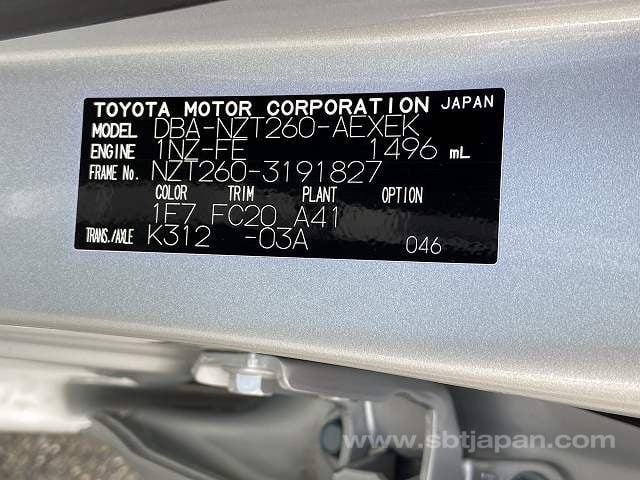 TOYOTA MOTOR CORPORATION JAPAN
MODEL DBA-NZT260-AEXEK
ENGINE 1NZ-FE 1496 mL
FRAME No. NZT260-3191827
COLOR TRIM PLANT OPTION
1E7 FC20 A41
TRANS./AXLE K312 -03A 046
www.sbtjapan.com